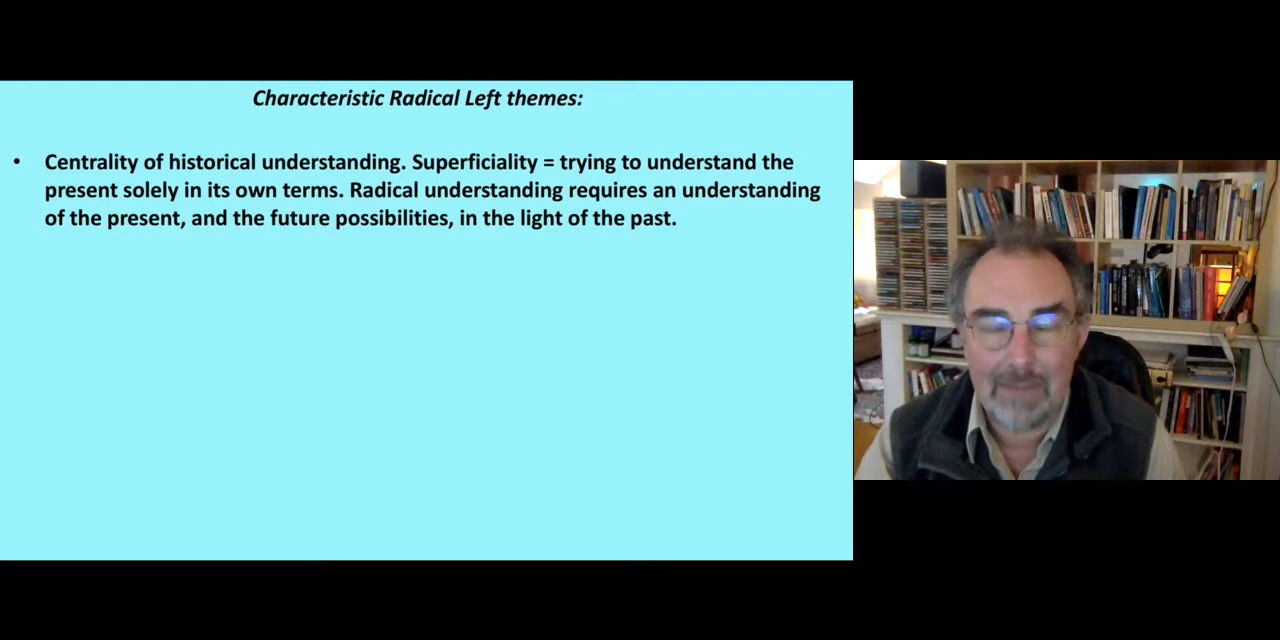 Characteristic Radical Left themes:
• Centrality of historical understanding. Superficiality = trying to understand the
present solely in its own terms. Radical understanding requires an understanding
of the present, and the future possibilities, in the light of the past.